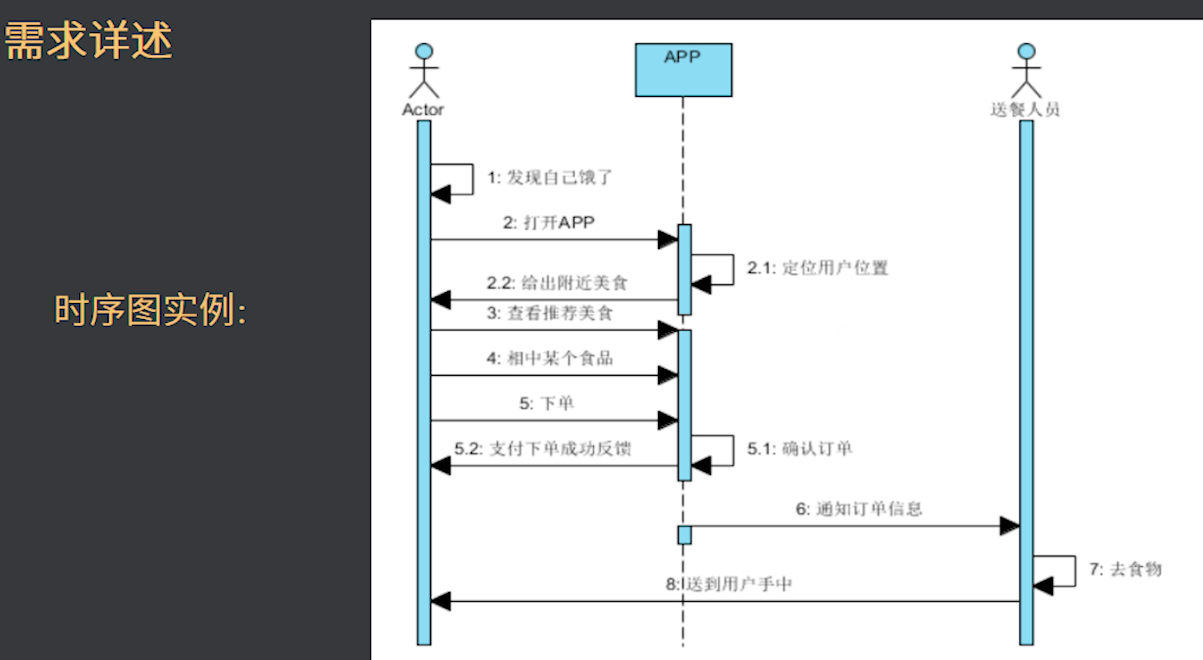 需求详述
时序图实例:
APP
Actor
送餐人员
1: 发现自己饿了
2: 打开APP
2.1: 定位用户位置
2.2: 给出附近美食
3: 查看推荐美食
4: 相中某个食品
5: 下单
5.1: 确认订单
5.2: 支付下单成功反馈
6: 通知订单信息
7: 去食物
8: 送到用户手中